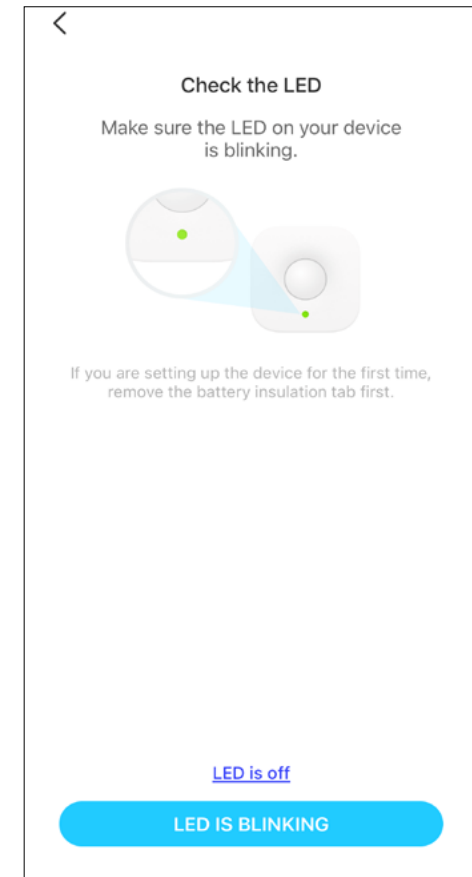 Check the LED
Make sure the LED on your device
is blinking.
If you are setting up the device for the first time,
remove the battery insulation tab first.
LED is off
LED IS BLINKING